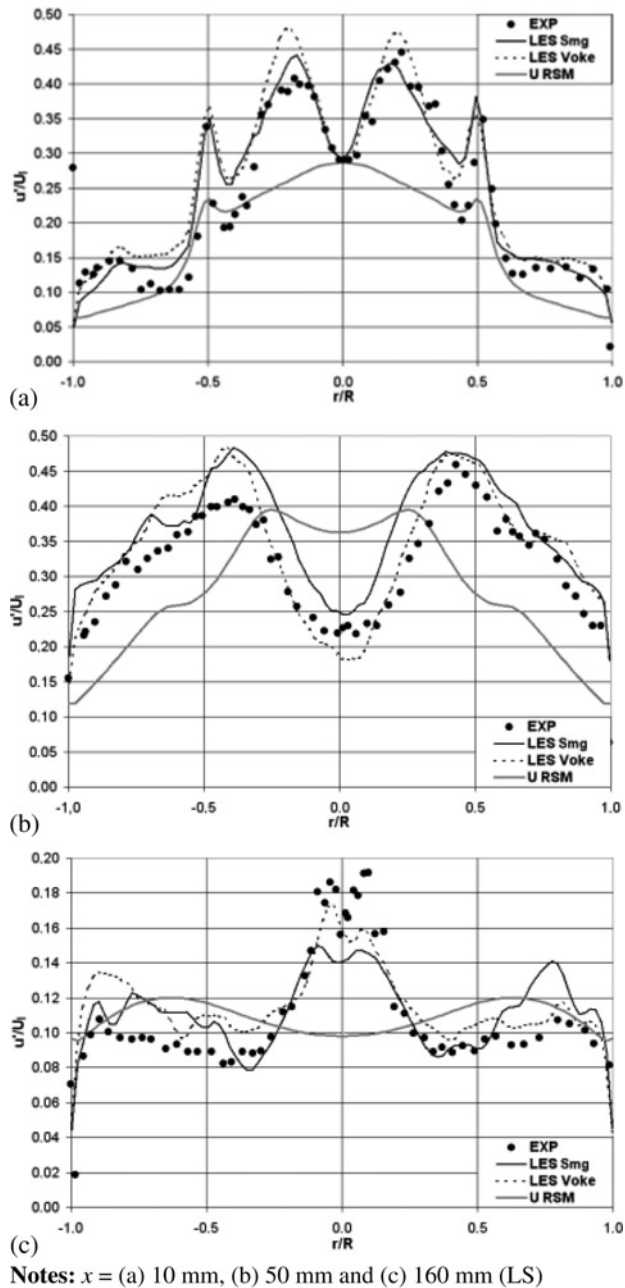 0.50
0.45
0.40
0.35
0.30
0.25
0.20
0.15
0.10
0.05
0.00
u'/Uₗ
EXP
LES Smg
LES Voke
U RSM
-1.0 -0.5 0.0 0.5 1.0
r/R
(a)
0.50
0.45
0.40
0.35
0.30
0.25
0.20
0.15
0.10
0.05
0.00
u'/Uₗ
EXP
LES Smg
LES Voke
U RSM
-1,0 -0.5 0.0 0.5 1.0
r/R
(b)
0.20
0.18
0.16
0.14
0.12
0.10
0.08
0.06
0.04
0.02
0.00
u'/Uₗ
EXP
LES Smg
LES Voke
U RSM
-1.0 -0.5 0.0 0.5 1.0
r/R
(c)
Notes: x = (a) 10 mm, (b) 50 mm and (c) 160 mm (LS)